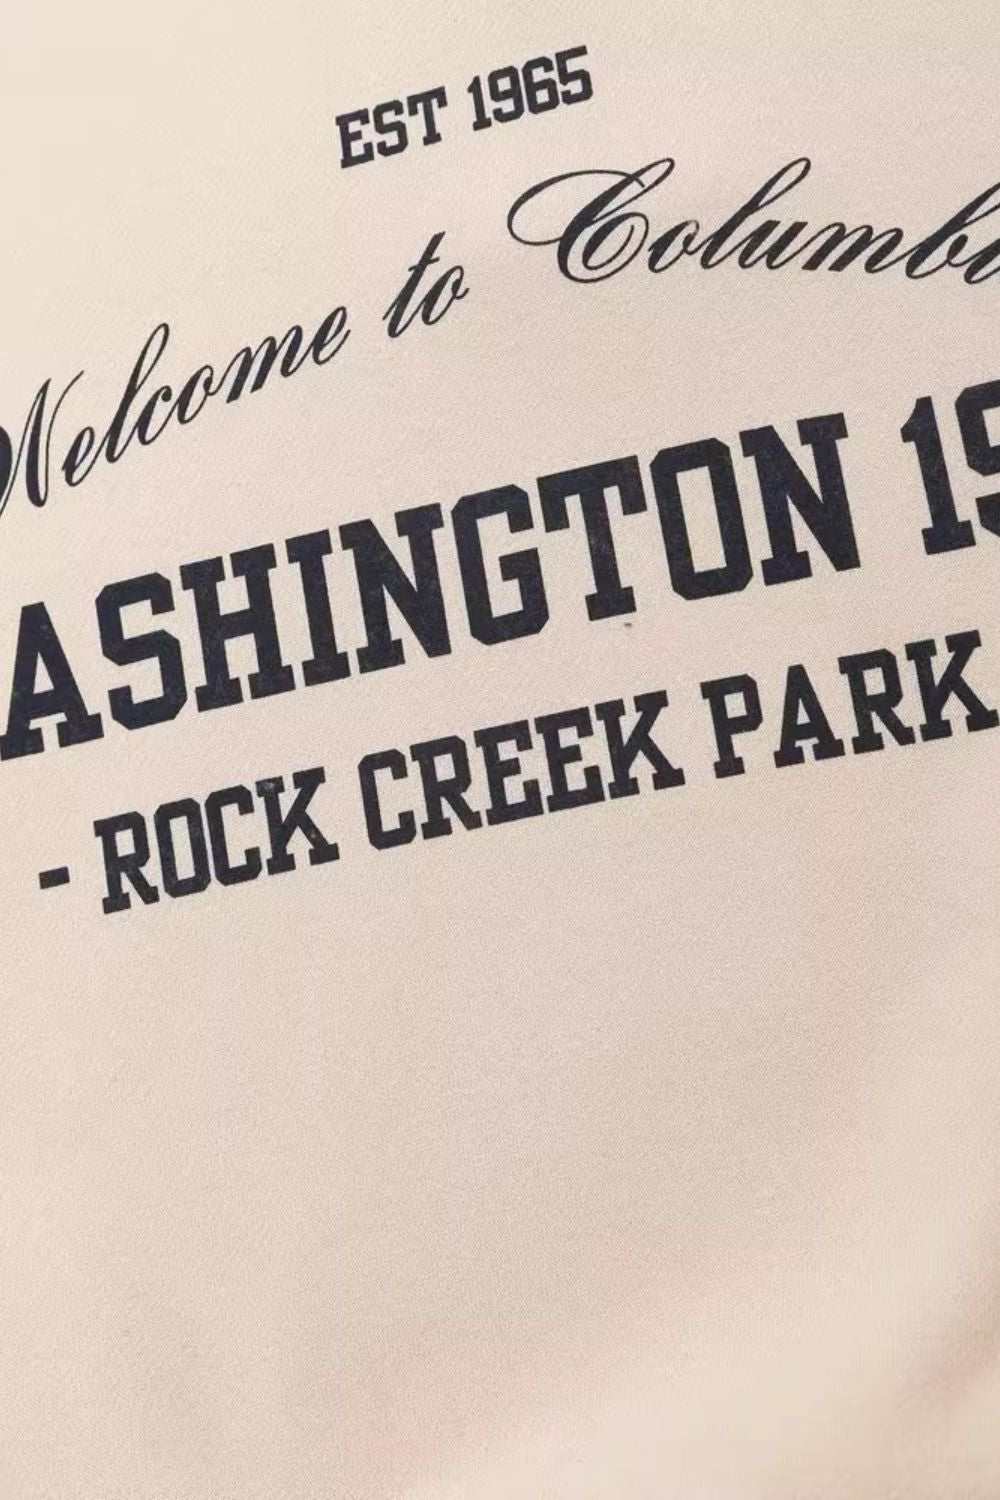 EST 1965
Welcome to Columbi
ASHINGTON 19
- ROCK CREEK PARK